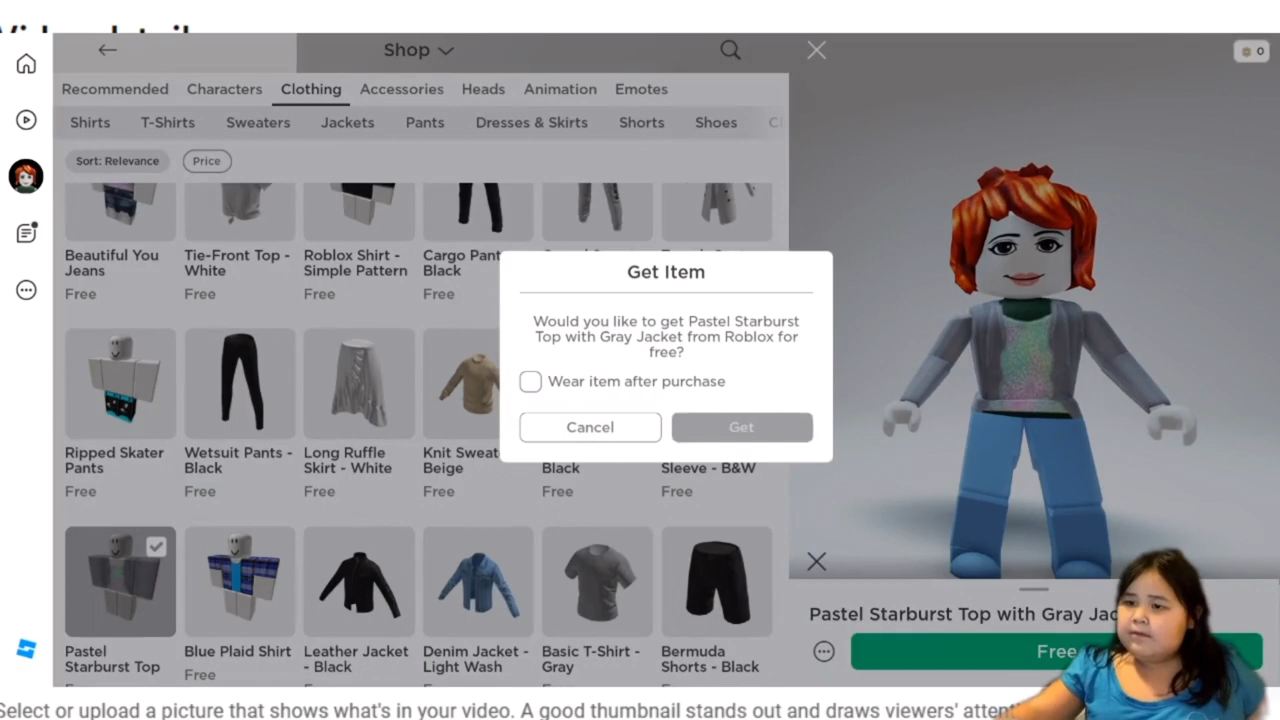 Shop
0
Recommended Characters Clothing Accessories Heads Animation Emotes
Shirts T-Shirts Sweaters Jackets Pants Dresses & Skirts Shorts Shoes
Sort: Relevance Price
Beautiful You
Jeans
Free
Tie-Front Top -
White
Free
Roblox Shirt -
Simple Pattern
Free
Cargo Pant
Black
Free
Get Item
Would you like to get Pastel Starburst
Top with Gray Jacket from Roblox for
free?
Wear item after purchase
Cancel Get
Ripped Skater
Pants
Free
Wetsuit Pants -
Black
Free
Long Ruffle
Skirt - White
Free
Knit Sweat
Beige
Free
Black
Free
Sleeve - B&W
Free
Pastel
Starburst Top
Blue Plaid Shirt
Free
Leather Jacket
- Black
Denim Jacket -
Light Wash
Basic T-Shirt -
Gray
Bermuda
Shorts - Black
Pastel Starburst Top with Gray Jac
Free
Select or upload a picture that shows what's in your video. A good thumbnail stands out and draws viewers' attent